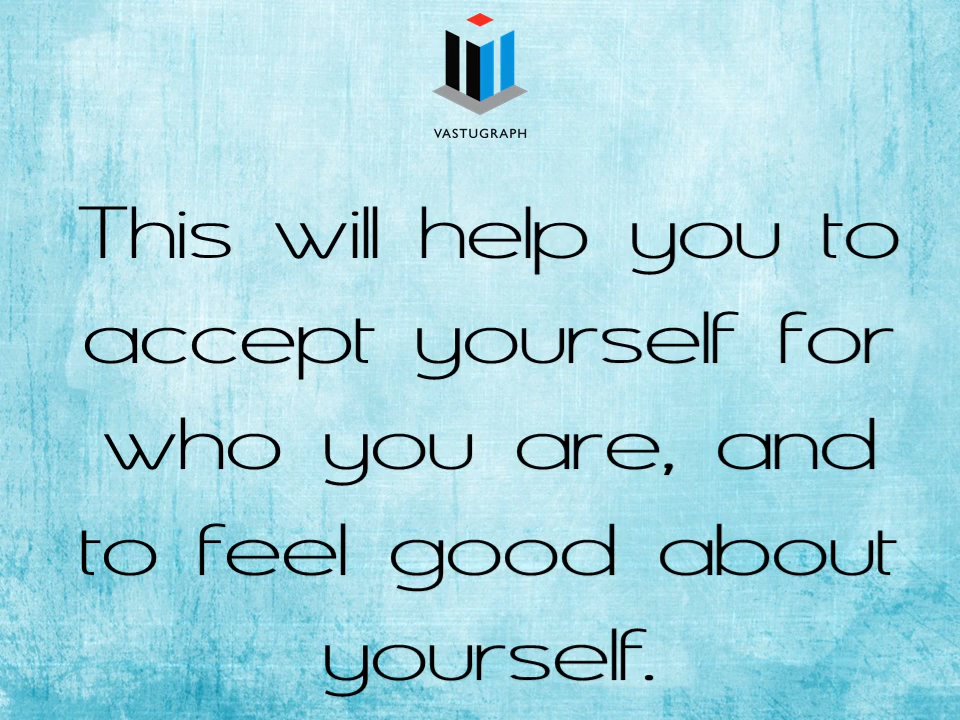 VASTUGRAPH
This will help you to
accept yourself for
who you are, and
to feel good about
yourself.